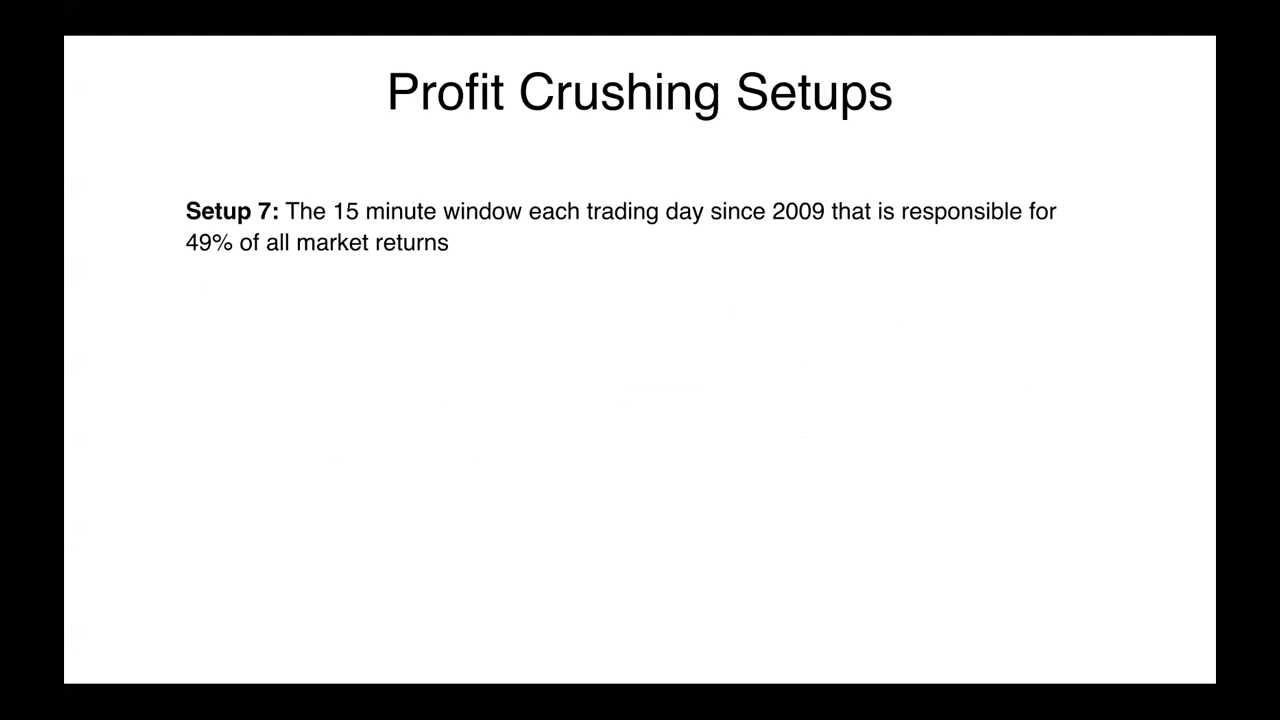 Profit Crushing Setups
Setup 7: The 15 minute window each trading day since 2009 that is responsible for
49% of all market returns